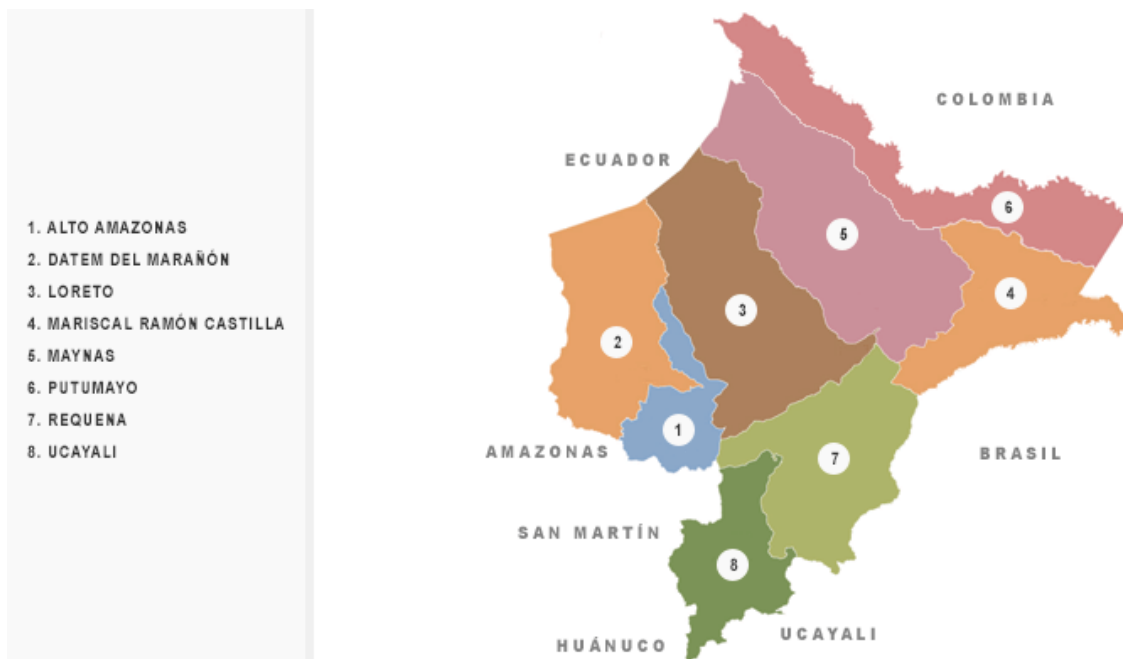 1. ALTO AMAZONAS
2. DATEM DEL MARAÑÓN
3. LORETO
4. MARISCAL RAMÓN CASTILLA
5. MAYNAS
6. PUTUMAYO
7. REQUENA
8. UCAYALI
COLOMBIA
ECUADOR
6
5
4
3
2
1
AMAZONAS
BRASIL
7
SAN MARTÍN
8
UCAYALI
HUÁNUCO